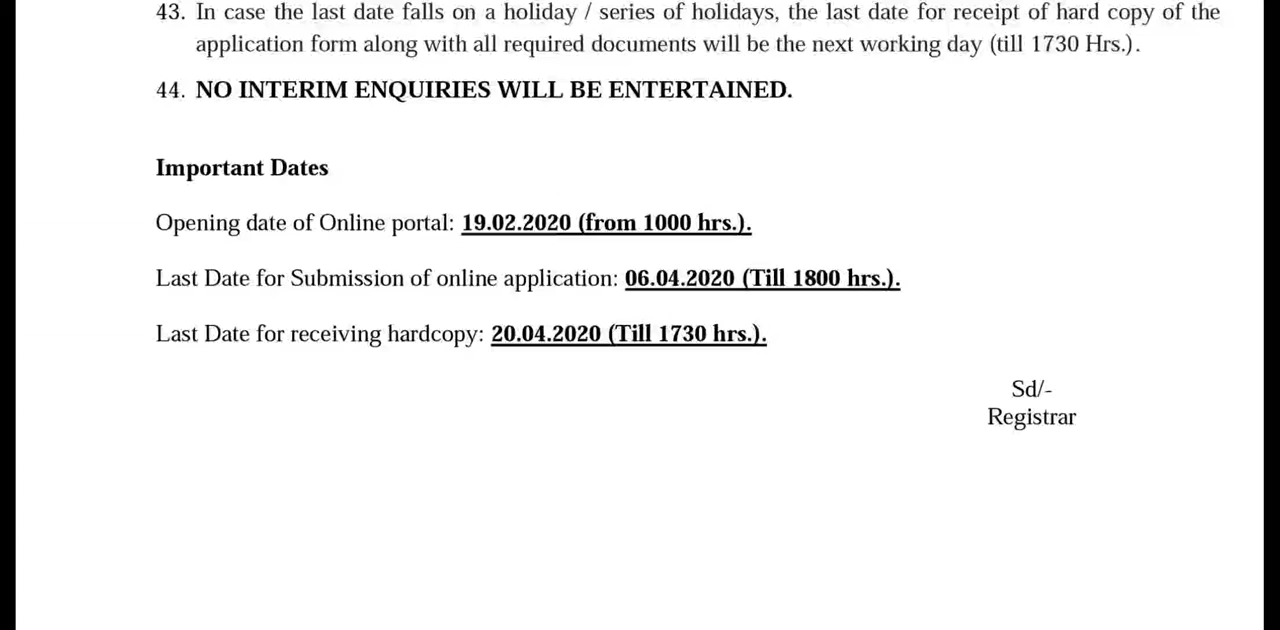 43. In case the last date falls on a holiday / series of holidays, the last date for receipt of hard copy of the
application form along with all required documents will be the next working day (till 1730 Hrs.).
44. NO INTERIM ENQUIRIES WILL BE ENTERTAINED.
Important Dates
Opening date of Online portal: 19.02.2020 (from 1000 hrs.).
Last Date for Submission of online application: 06.04.2020 (Till 1800 hrs.).
Last Date for receiving hardcopy: 20.04.2020 (Till 1730 hrs.).
Sd/-
Registrar